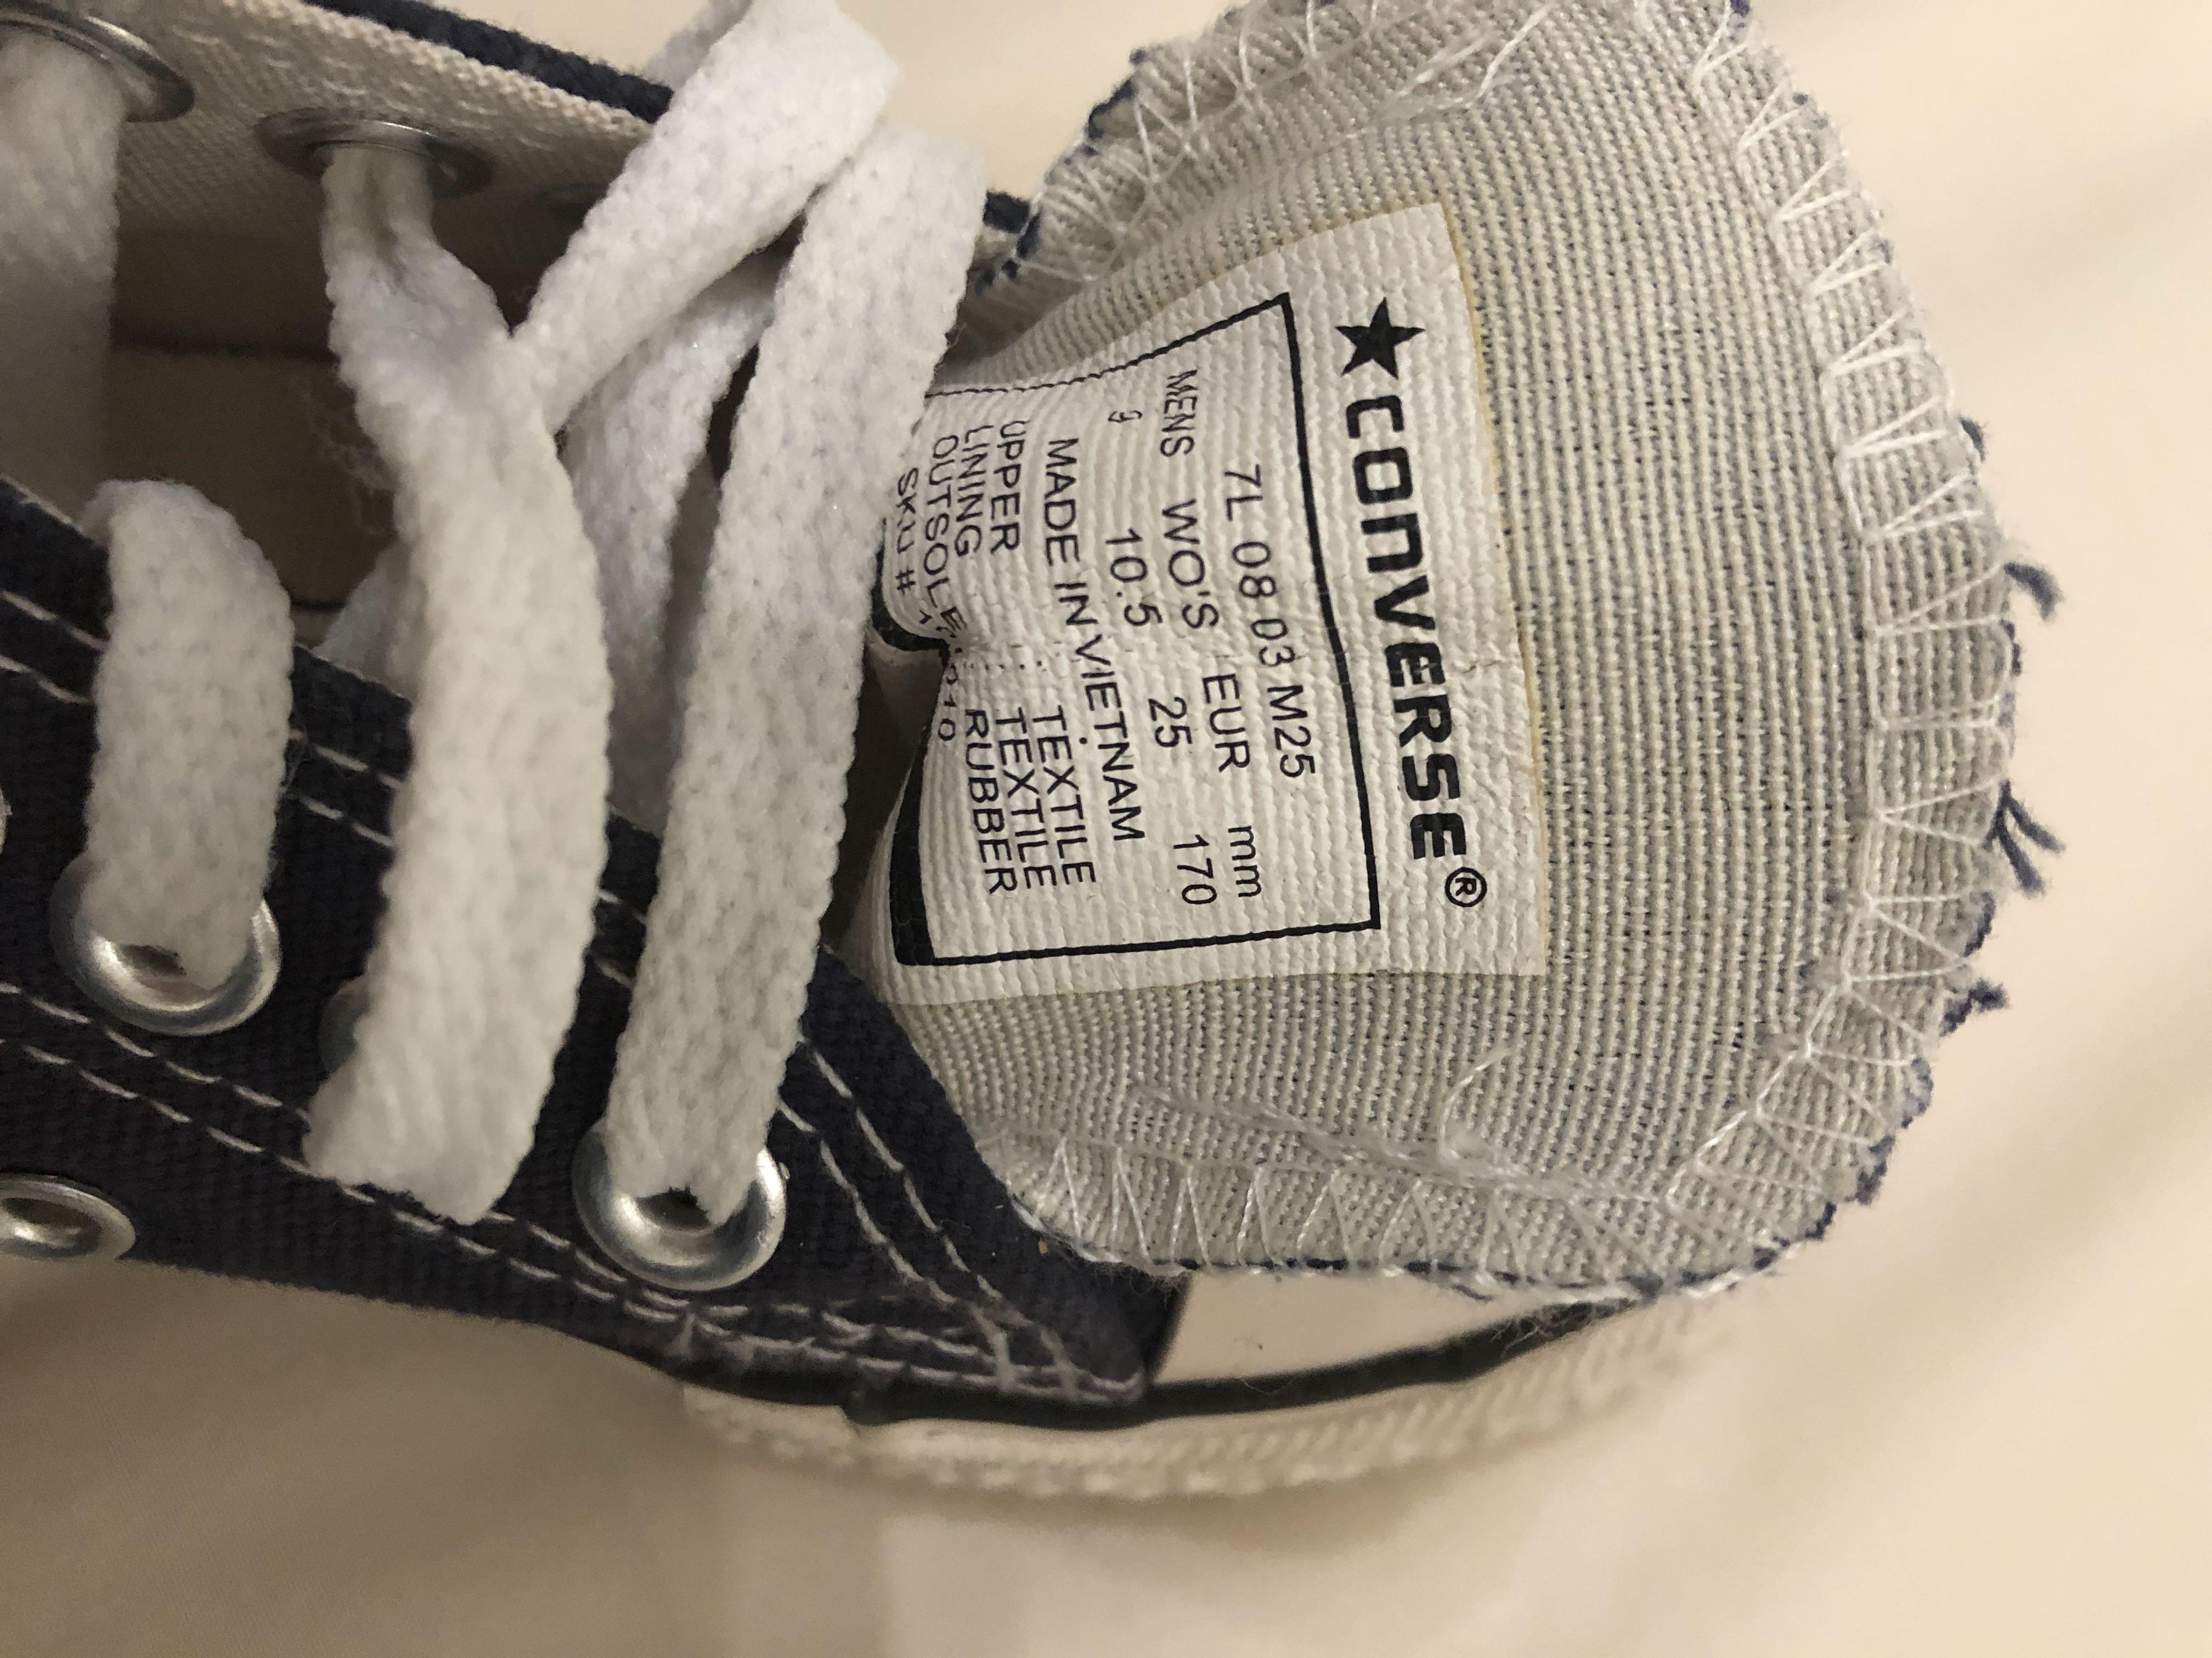 CONVERSE®
7L 08 03 M25
MENS WO'S EUR mm
10.5 25 170
MADE IN VIETNAM
UPPER : TEXTILE
LINING : TEXTILE
OUTSOLE : RUBBER
SKU #